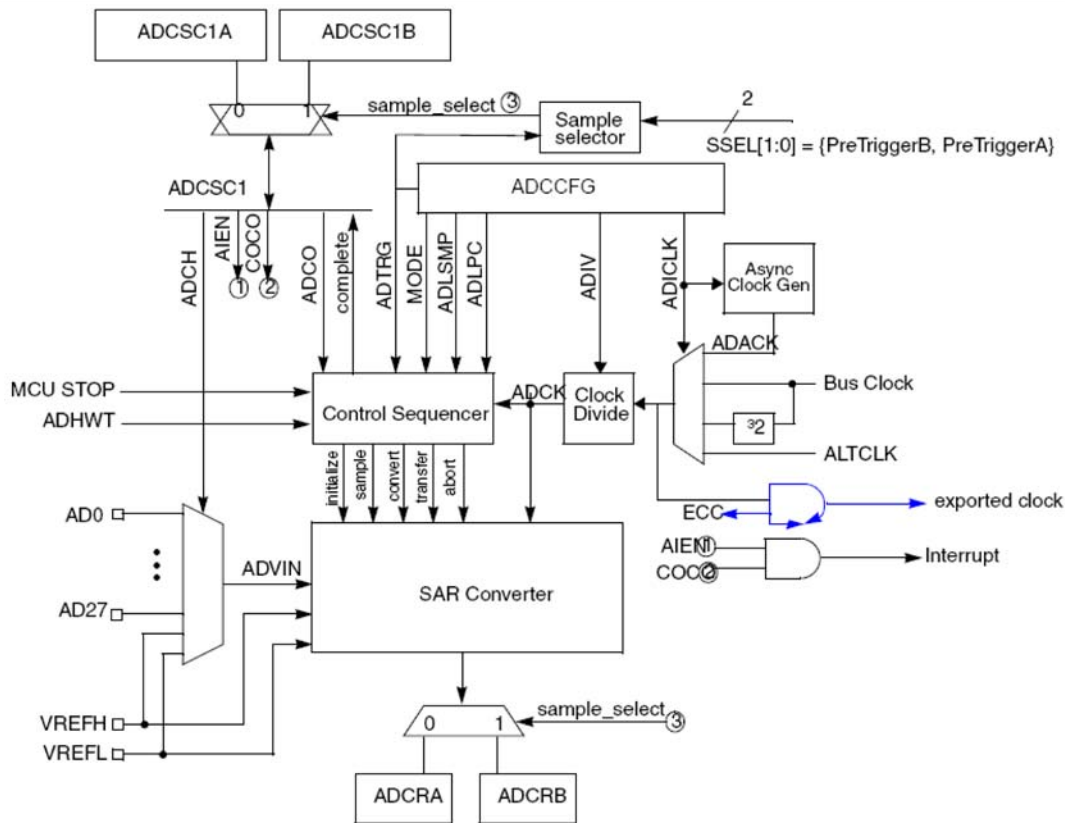 ADCSC1A
ADCSC1B
0
1
sample_select ③
Sample
selector
2
SSEL[1:0] = {PreTriggerB, PreTriggerA}
ADCSC1
ADCCFG
ADCH
AIEN
①
COCO
②
ADCO
complete
ADTRG
MODE
ADLSMP
ADLPC
ADIV
ADICLK
Async
Clock Gen
ADACK
MCU STOP
ADHWT
Control Sequencer
ADCK
Clock
Divide
Bus Clock
³2
ALTCLK
initialize
sample
convert
transfer
abort
ECC
exported clock
AIEN①
COCO②
Interrupt
AD0
AD27
ADVIN
SAR Converter
VREFH
VREFL
0
1
sample_select
③
ADCRA
ADCRB